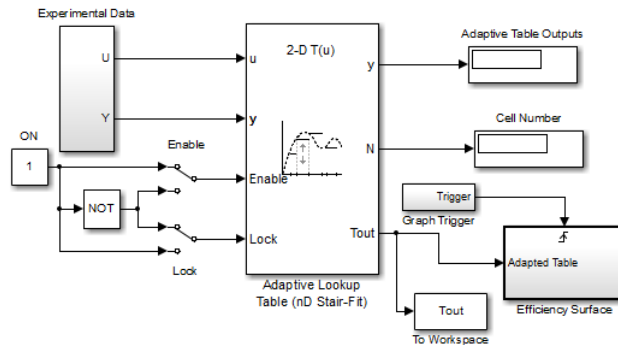 Experimental Data
U
Y
ON
1
NOT
Enable
Lock
2-D T(u)
u
y
Enable
Lock
y
N
Tout
Adaptive Lookup
Table (nD Stair-Fit)
Adaptive Table Outputs
Cell Number
Trigger
Graph Trigger
Adapted Table
Efficiency Surface
Tout
To Workspace